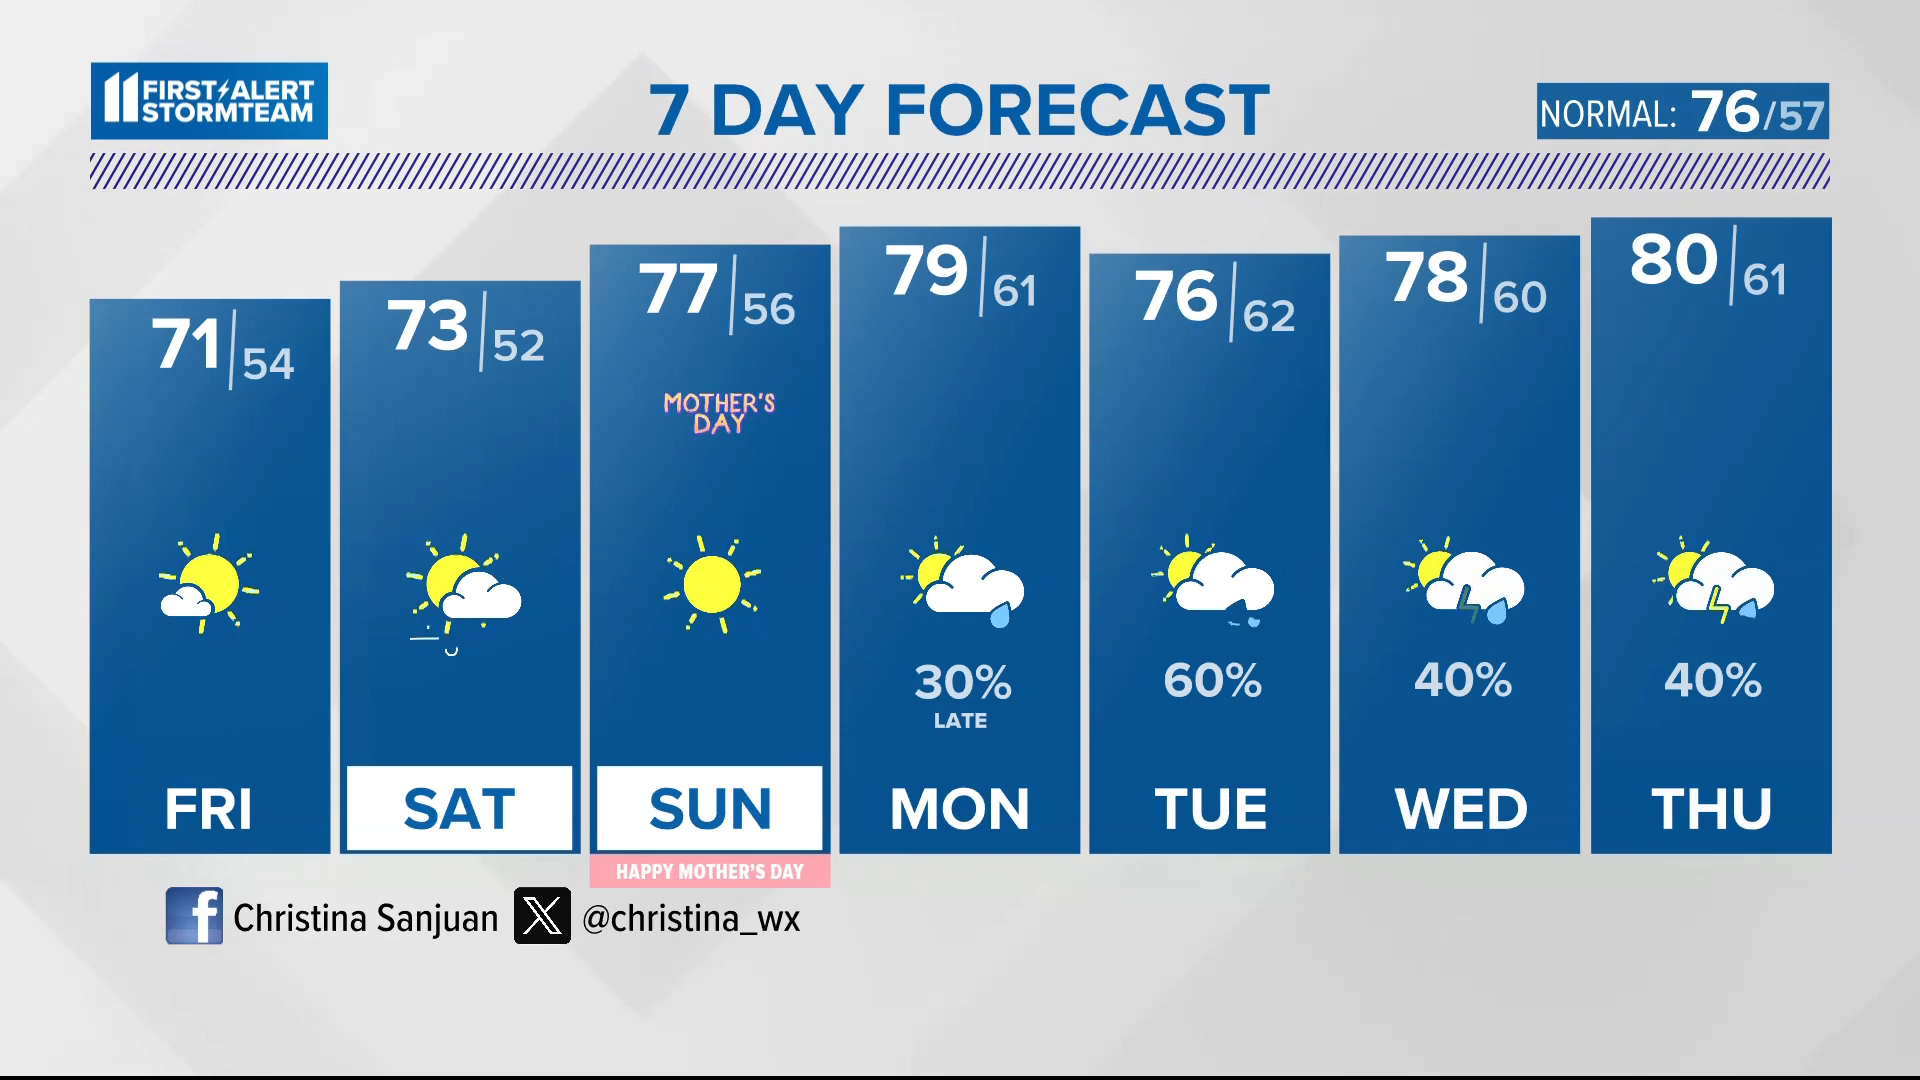 11 FIRST ALERT
STORMTEAM
7 DAY FORECAST
NORMAL: 76/57
71/54
73/52
77/56
79/61
76/62
78/60
80/61
MOTHER'S
DAY
30%
LATE
60%
40%
40%
FRI
SAT
SUN
MON
TUE
WED
THU
HAPPY MOTHER'S DAY
f Christina Sanjuan X @christina_wx